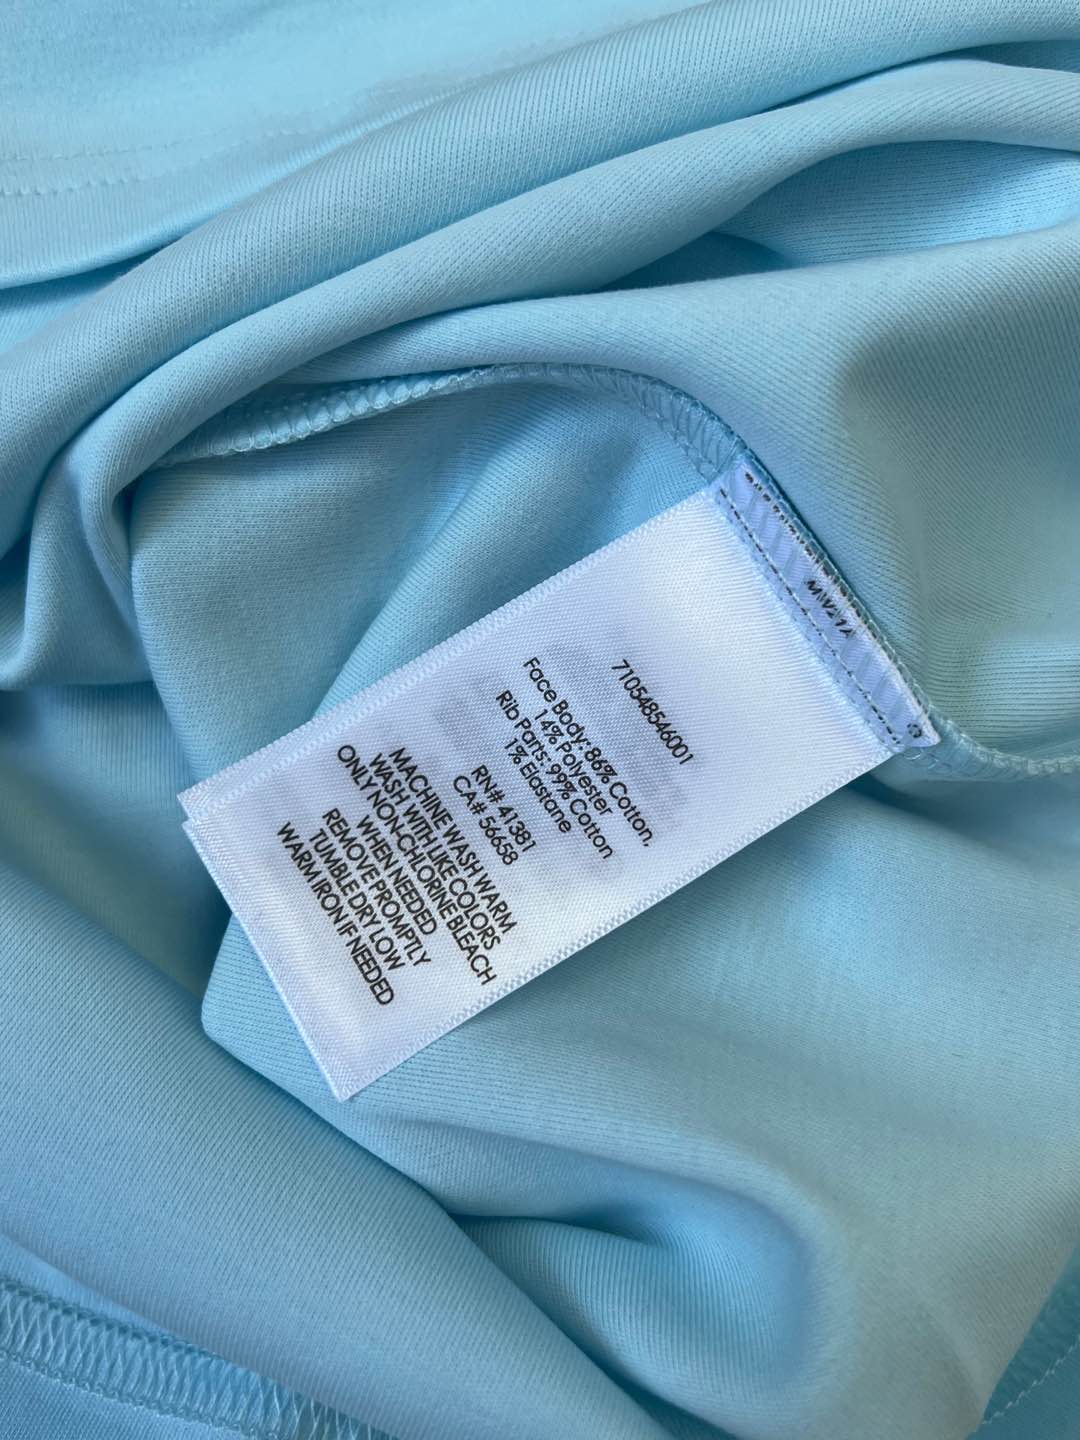 710548546001
Face Body: 86% Cotton,
14% Polyester
Rib Parts: 99% Cotton
1% Elastane
RN# 41381
CA# 56658
MACHINE WASH WARM
WASH WITH LIKE COLORS
ONLY NON-CHLORINE BLEACH
WHEN NEEDED
REMOVE PROMPTLY
TUMBLE DRY LOW
WARM IRON IF NEEDED